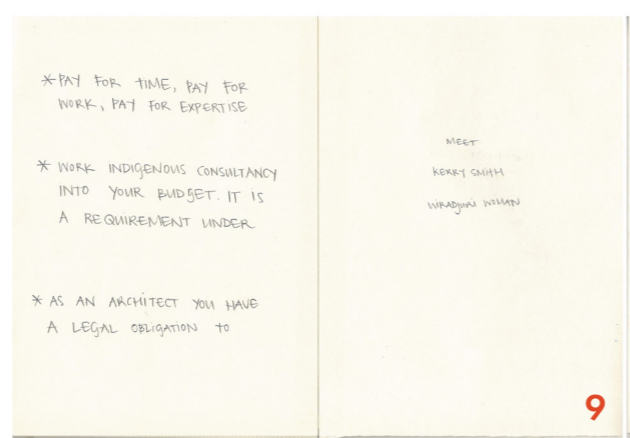 * PAY FOR TIME, PAY FOR
WORK, PAY FOR EXPERTISE
* WORK INDIGENOUS CONSULTANCY
INTO YOUR BUDGET. IT IS
A REQUIREMENT UNDER
* AS AN ARCHITECT YOU HAVE
A LEGAL OBLIGATION TO
MEET
KERRY SMITH
WIRADJURI WOMAN
9